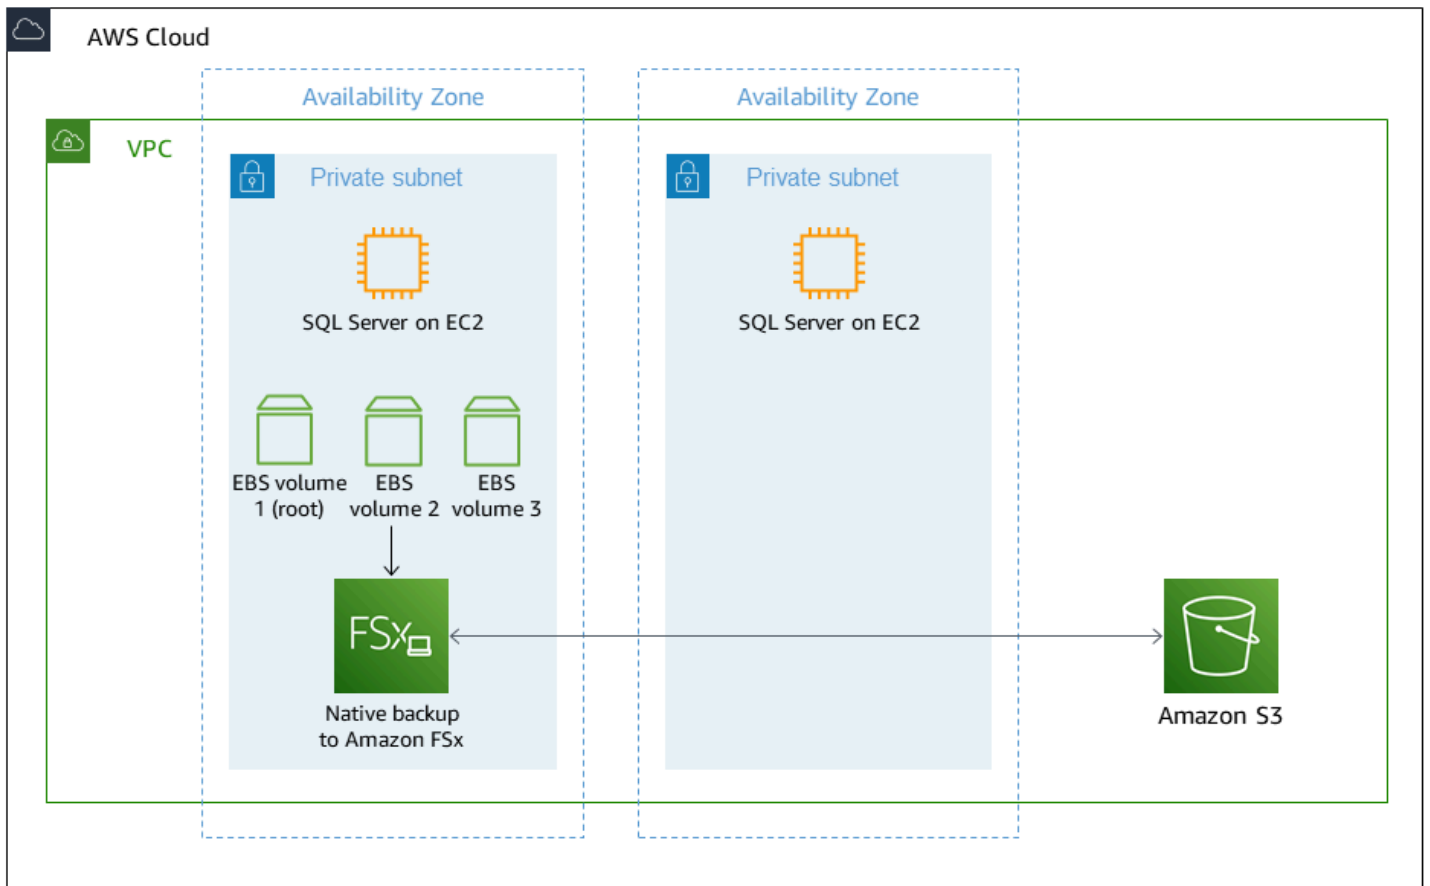 AWS Cloud
Availability Zone
Availability Zone
VPC
Private subnet
Private subnet
SQL Server on EC2
SQL Server on EC2
EBS volume
1 (root)
EBS
volume 2
EBS
volume 3
FSx
Native backup
to Amazon FSx
Amazon S3